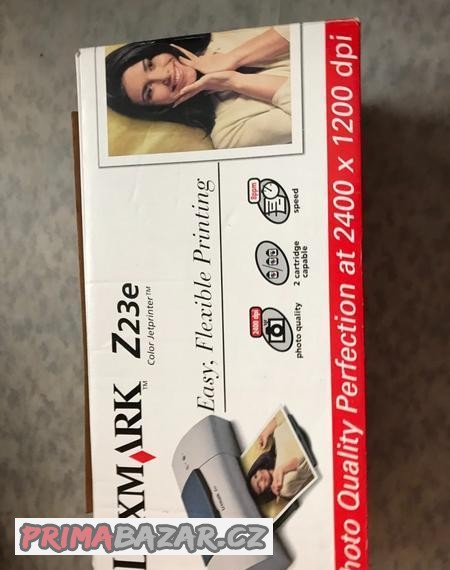 LEXMARK™ Z23e
Color Jetprinter™
Easy, Flexible Printing
2400 dpi
photo quality
2 cartridge
capable
8ppm
speed
Photo Quality Perfection at 2400 x 1200 dpi
PRIMABAZAR.CZ